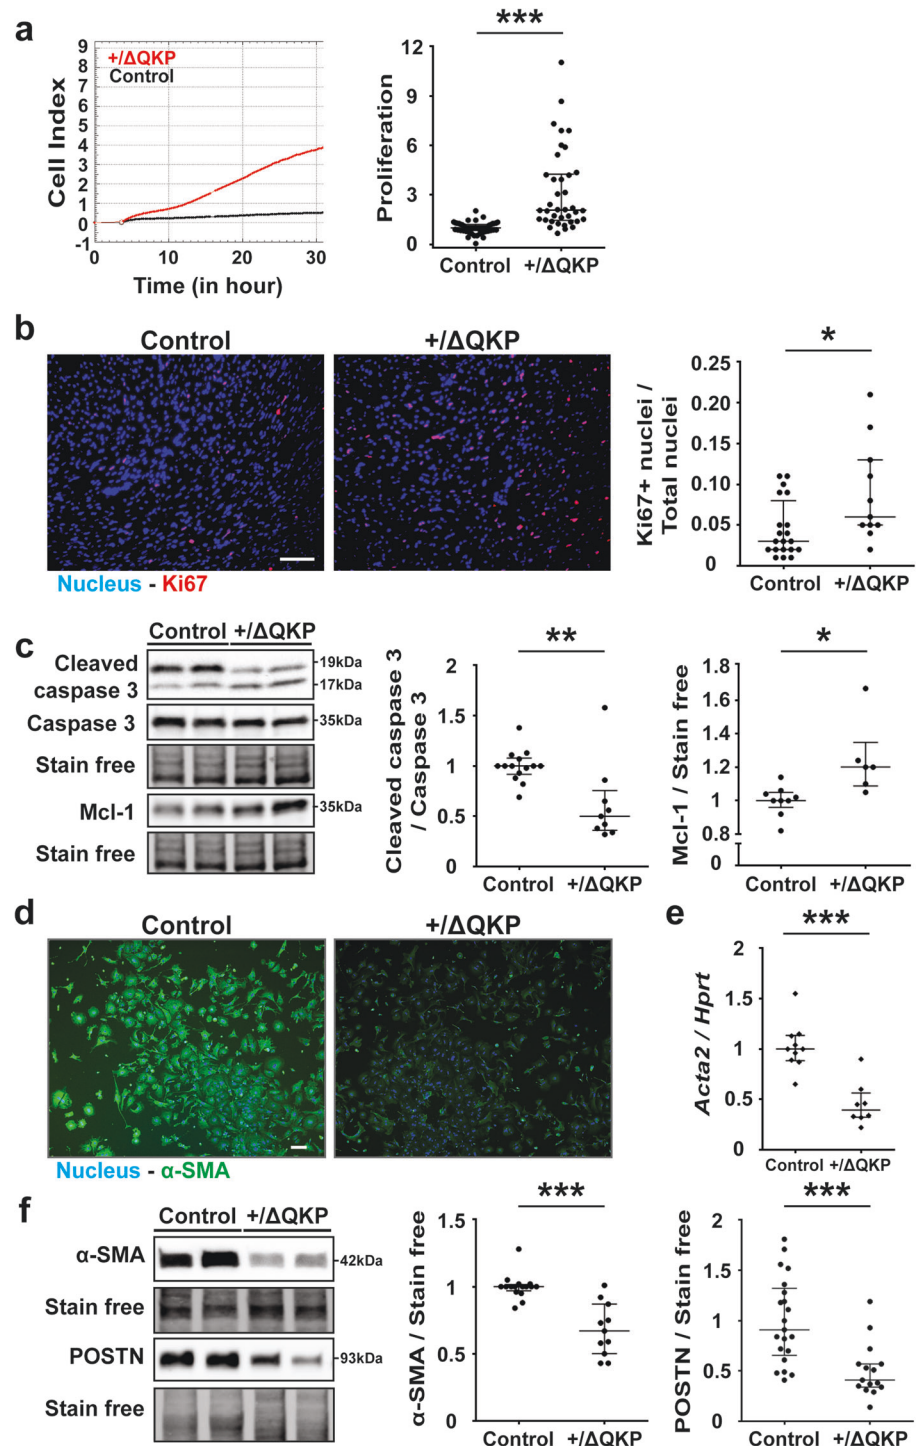 a
Cell Index
9
8
7
6
5
4
3
2
1
0
-1
+/ΔQKP
Control
0 10 20 30
Time (in hour)
***
Proliferation
12
9
6
3
0
Control +/ΔQKP
b
Control +/ΔQKP
Nucleus - Ki67
*
Ki67+ nuclei /
Total nuclei
0.25
0.20
0.15
0.10
0.05
0
Control +/ΔQKP
c
Control +/ΔQKP
Cleaved
caspase 3
19kDa
17kDa
Caspase 3
35kDa
Stain free
Mcl-1
35kDa
Stain free
**
Cleaved caspase 3
/ Caspase 3
2
1.5
1
0.5
0
Control +/ΔQKP
*
Mcl-1 / Stain free
1.8
1.6
1.4
1.2
1
0.8
0
Control +/ΔQKP
d
Control +/ΔQKP
Nucleus - α-SMA
e
***
Acta2 / Hprt
2
1.5
1
0.5
0
Control +/ΔQKP
f
Control +/ΔQKP
α-SMA
42kDa
Stain free
POSTN
93kDa
Stain free
***
α-SMA / Stain free
1.5
1
0.5
0
Control +/ΔQKP
***
POSTN / Stain free
2
1.5
1
0.5
0
Control +/ΔQKP